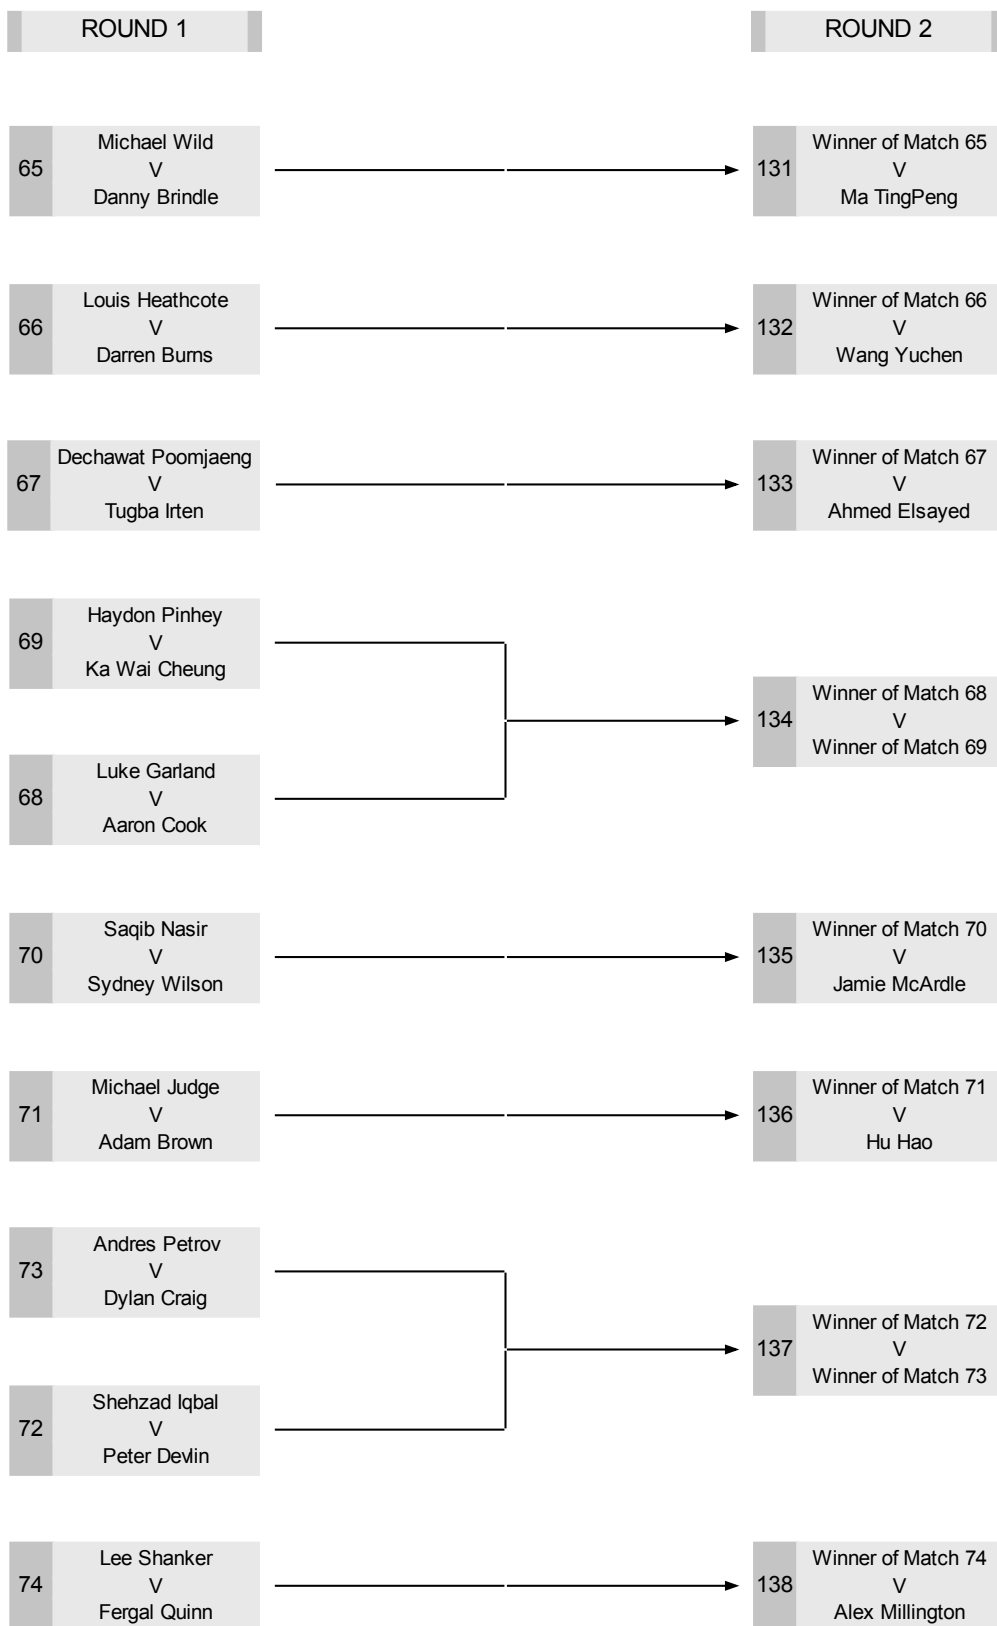 ROUND 1
ROUND 2
65
Michael Wild
V
Danny Brindle
131
Winner of Match 65
V
Ma TingPeng
66
Louis Heathcote
V
Darren Burns
132
Winner of Match 66
V
Wang Yuchen
67
Dechawat Poomjaeng
V
Tugba Irten
133
Winner of Match 67
V
Ahmed Elsayed
69
Haydon Pinhey
V
Ka Wai Cheung
134
Winner of Match 68
V
Winner of Match 69
68
Luke Garland
V
Aaron Cook
70
Saqib Nasir
V
Sydney Wilson
135
Winner of Match 70
V
Jamie McArdle
71
Michael Judge
V
Adam Brown
136
Winner of Match 71
V
Hu Hao
73
Andres Petrov
V
Dylan Craig
137
Winner of Match 72
V
Winner of Match 73
72
Shehzad Iqbal
V
Peter Devlin
74
Lee Shanker
V
Fergal Quinn
138
Winner of Match 74
V
Alex Millington